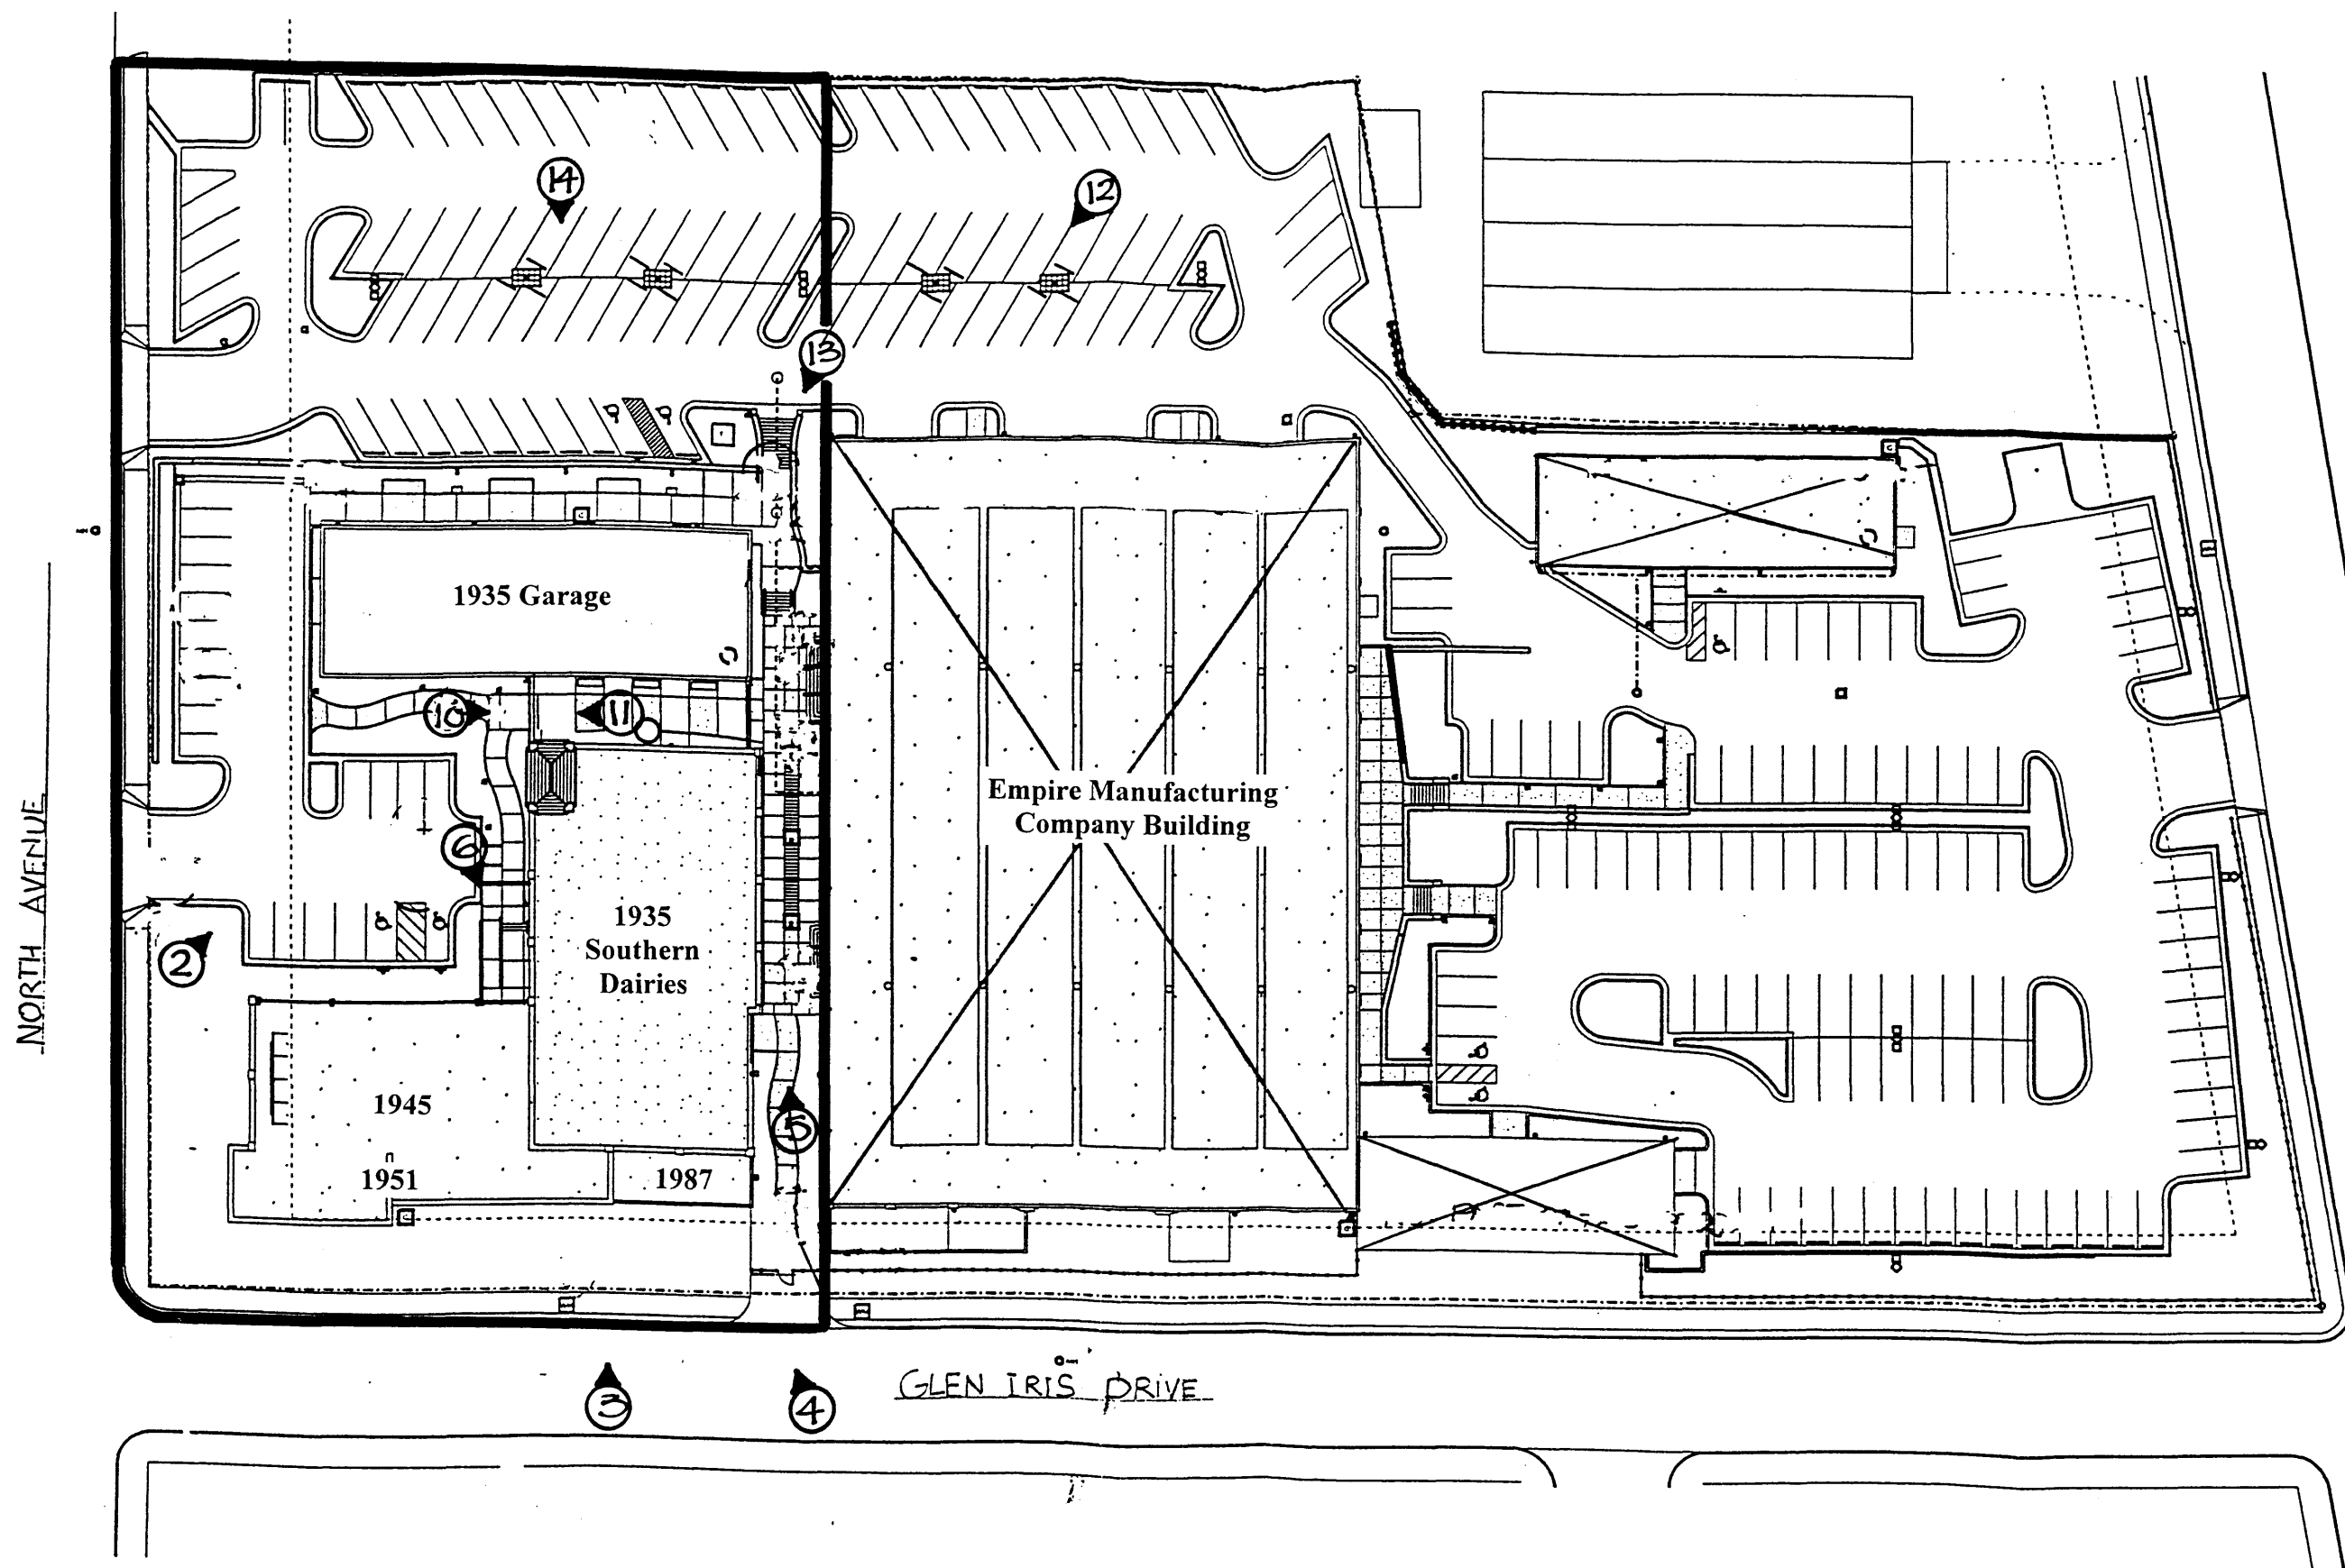 14
12
13
1935 Garage
10
11
Empire Manufacturing
Company Building
6
1935
Southern
Dairies
2
NORTH AVENUE
1945
5
1951
1987
3
4
GLEN IRIS DRIVE